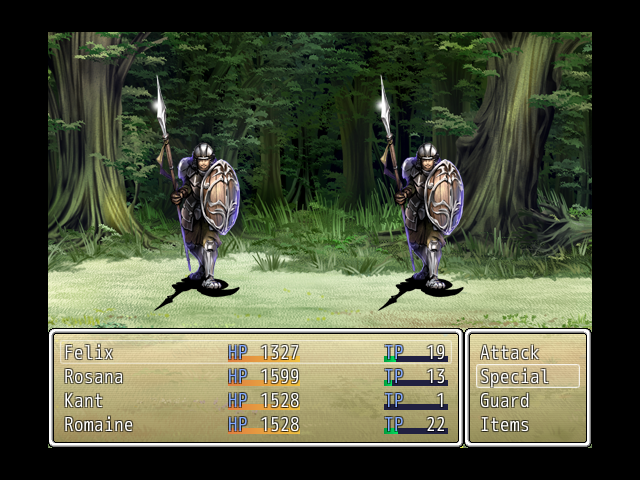 Felix HP 1327 TP 19
Rosana HP 1599 TP 13
Kant HP 1528 TP 1
Romaine HP 1528 TP 22
Attack
Special
Guard
Items